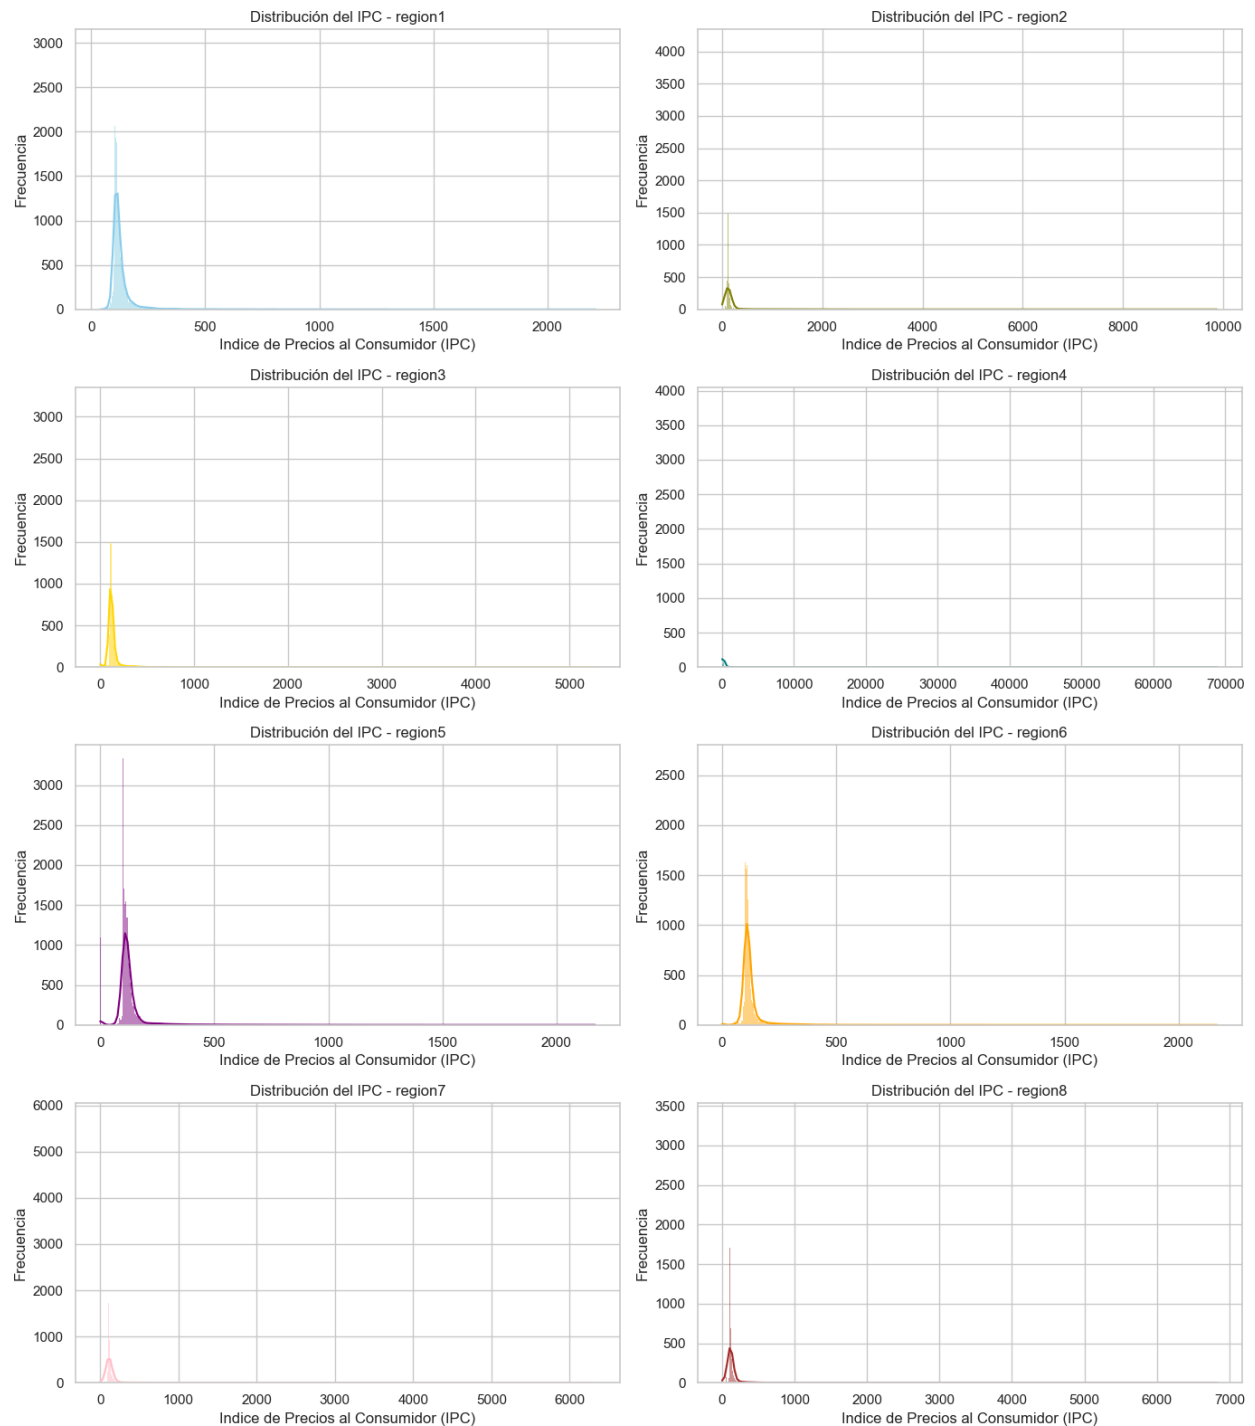 Distribución del IPC - region1
3000
2500
2000
1500
1000
500
0
Frecuencia
0 500 1000 1500 2000
Indice de Precios al Consumidor (IPC)
Distribución del IPC - region2
4000
3500
3000
2500
2000
1500
1000
500
0
Frecuencia
0 2000 4000 6000 8000 10000
Indice de Precios al Consumidor (IPC)
Distribución del IPC - region3
3000
2500
2000
1500
1000
500
0
Frecuencia
0 1000 2000 3000 4000 5000
Indice de Precios al Consumidor (IPC)
Distribución del IPC - region4
4000
3500
3000
2500
2000
1500
1000
500
0
Frecuencia
0 10000 20000 30000 40000 50000 60000 70000
Indice de Precios al Consumidor (IPC)
Distribución del IPC - region5
3000
2500
2000
1500
1000
500
0
Frecuencia
0 500 1000 1500 2000
Indice de Precios al Consumidor (IPC)
Distribución del IPC - region6
2500
2000
1500
1000
500
0
Frecuencia
0 500 1000 1500 2000
Indice de Precios al Consumidor (IPC)
Distribución del IPC - region7
6000
5000
4000
3000
2000
1000
0
Frecuencia
0 1000 2000 3000 4000 5000 6000
Indice de Precios al Consumidor (IPC)
Distribución del IPC - region8
3500
3000
2500
2000
1500
1000
500
0
Frecuencia
0 1000 2000 3000 4000 5000 6000 7000
Indice de Precios al Consumidor (IPC)